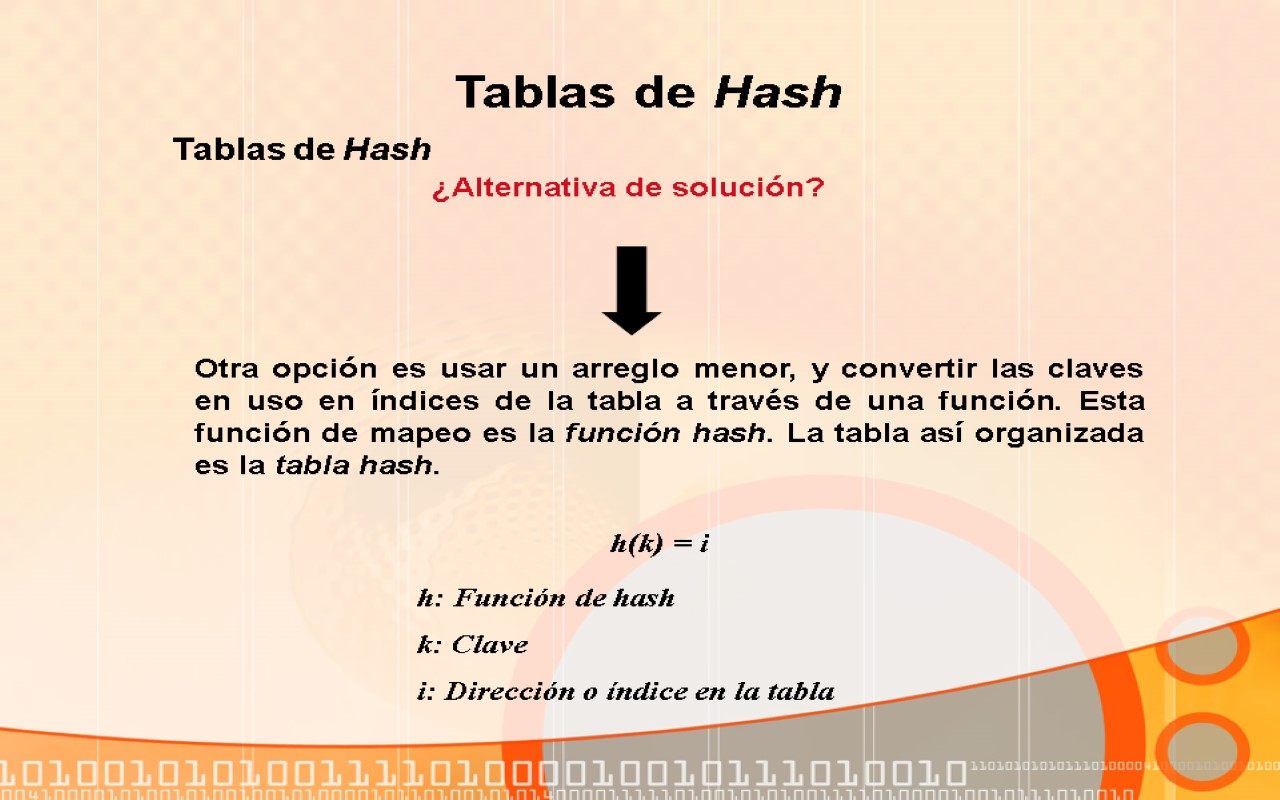 Tablas de Hash
Tablas de Hash
¿Alternativa de solución?
Otra opción es usar un arreglo menor, y convertir las claves
en uso en índices de la tabla a través de una función. Esta
función de mapeo es la función hash. La tabla así organizada
es la tabla hash.
h(k) = i
h: Función de hash
k: Clave
i: Dirección o índice en la tabla